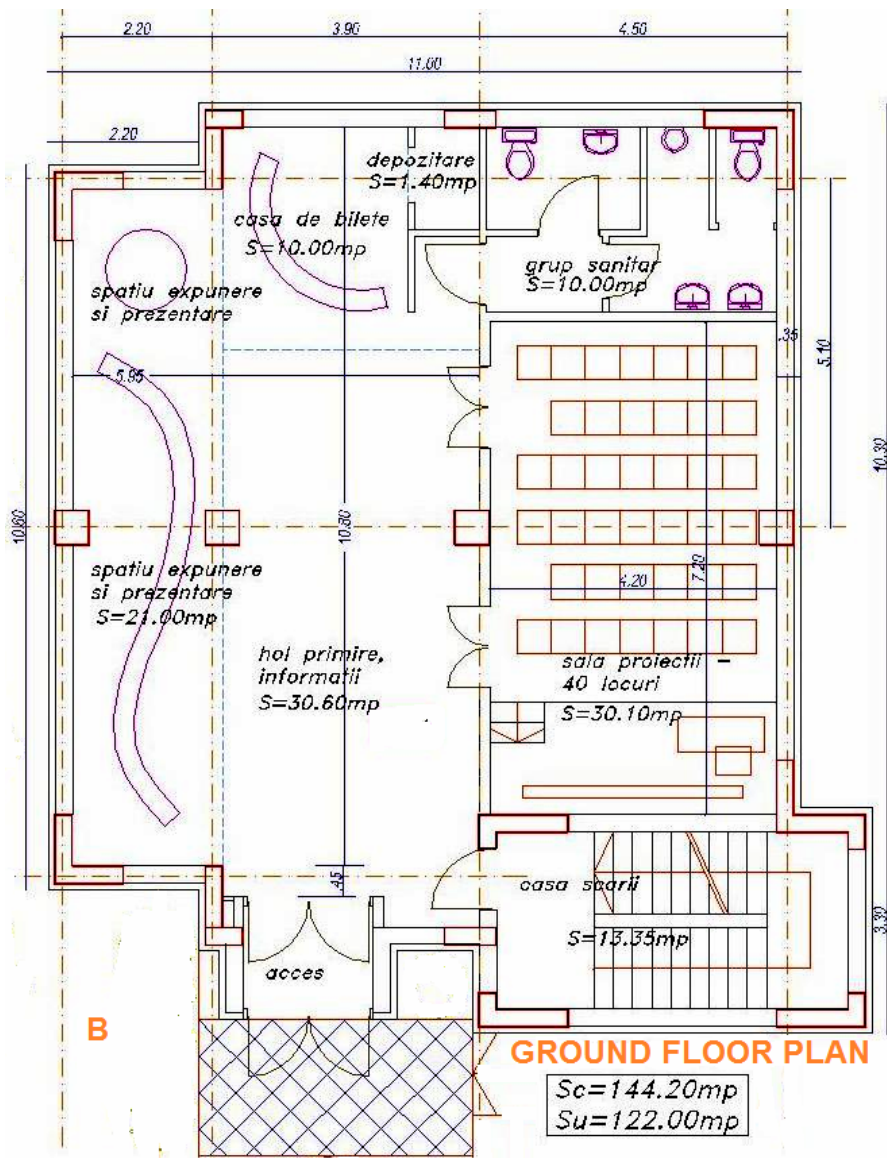 2.20
3.90
4.50
11.00
2.20
depozitare
S=1.40mp
casa de bilete
S=10.00mp
grup sanitar
S=10.00mp
spatiu expunere
si prezentare
.35
5.10
5.95
10.30
10.60
10.80
7.20
4.20
spatiu expunere
si prezentare
S=21.00mp
hol primire,
informatii
S=30.60mp
sala proiectii -
40 locuri
S=30.10mp
.45
casa scarii
S=13.35mp
3.30
acces
B
GROUND FLOOR PLAN
Sc=144.20mp
Su=122.00mp